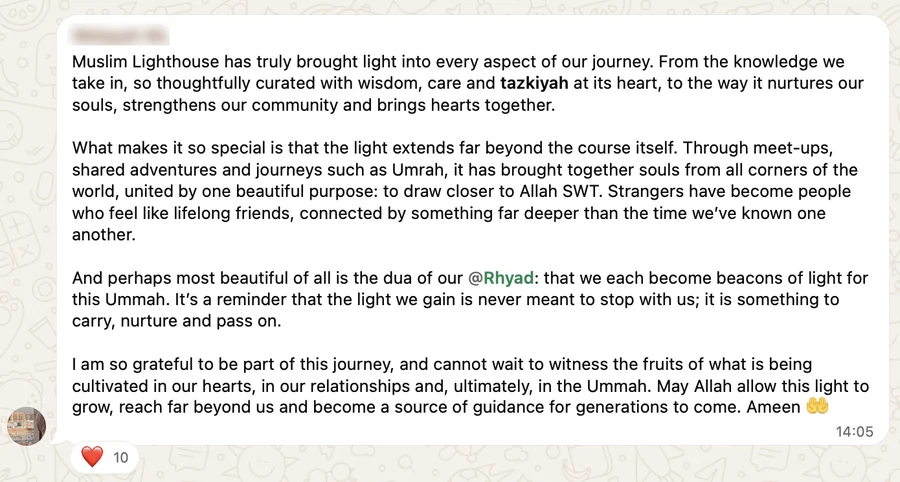 Muslim Lighthouse has truly brought light into every aspect of our journey. From the knowledge we
take in, so thoughtfully curated with wisdom, care and tazkiyah at its heart, to the way it nurtures our
souls, strengthens our community and brings hearts together.
What makes it so special is that the light extends far beyond the course itself. Through meet-ups,
shared adventures and journeys such as Umrah, it has brought together souls from all corners of the
world, united by one beautiful purpose: to draw closer to Allah SWT. Strangers have become people
who feel like lifelong friends, connected by something far deeper than the time we’ve known one
another.
And perhaps most beautiful of all is the dua of our @Rhyad: that we each become beacons of light for
this Ummah. It’s a reminder that the light we gain is never meant to stop with us; it is something to
carry, nurture and pass on.
I am so grateful to be part of this journey, and cannot wait to witness the fruits of what is being
cultivated in our hearts, in our relationships and, ultimately, in the Ummah. May Allah allow this light to
grow, reach far beyond us and become a source of guidance for generations to come. Ameen 🤲
14:05
❤️ 10